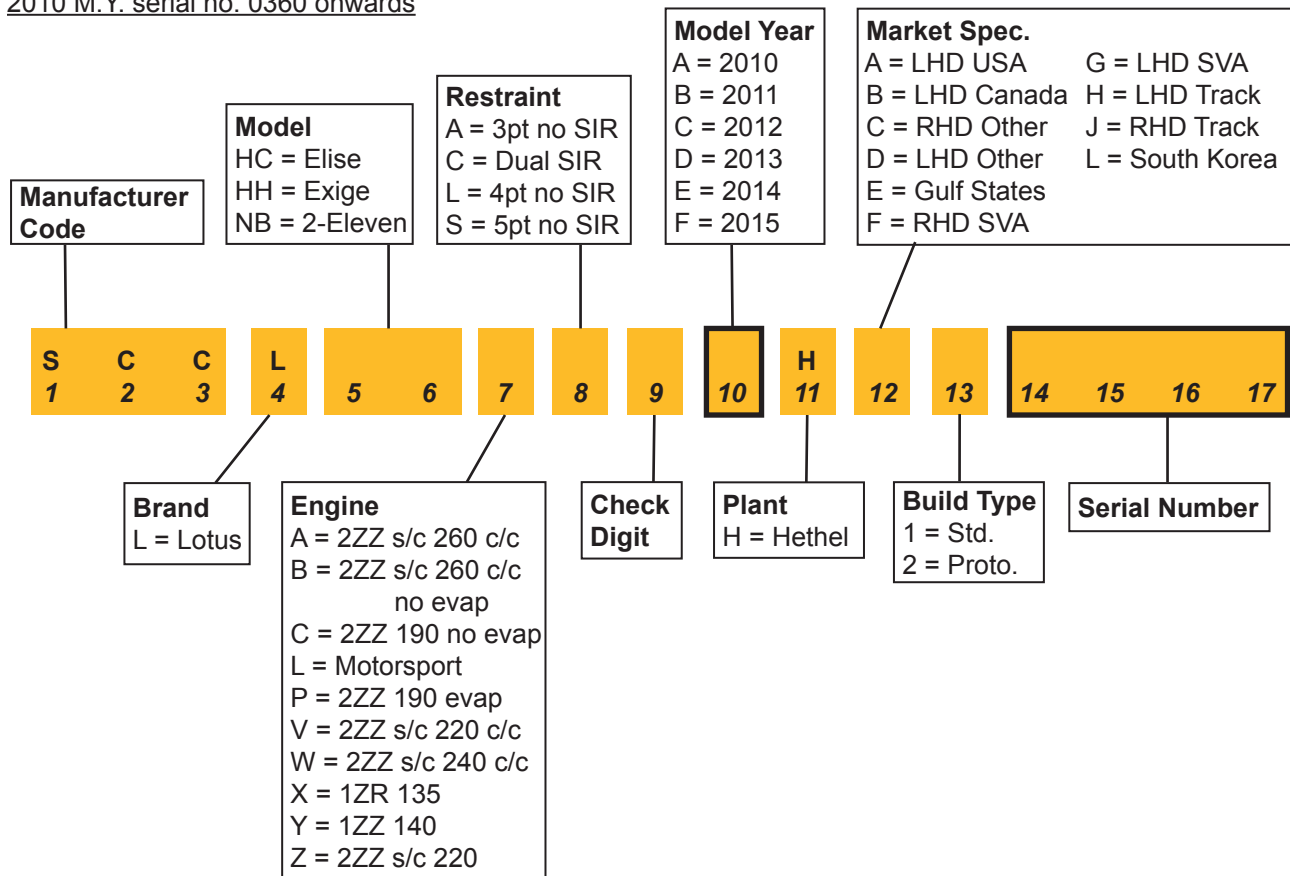 2010 M.Y. serial no. 0360 onwards
Manufacturer
Code
Model
HC = Elise
HH = Exige
NB = 2-Eleven
Restraint
A = 3pt no SIR
C = Dual SIR
L = 4pt no SIR
S = 5pt no SIR
Model Year
A = 2010
B = 2011
C = 2012
D = 2013
E = 2014
F = 2015
Market Spec.
A = LHD USA
B = LHD Canada
C = RHD Other
D = LHD Other
E = Gulf States
F = RHD SVA
G = LHD SVA
H = LHD Track
J = RHD Track
L = South Korea
S C C L H
1 2 3 4 5 6 7 8 9 10 11 12 13 14 15 16 17
Brand
L = Lotus
Engine
A = 2ZZ s/c 260 c/c
B = 2ZZ s/c 260 c/c
no evap
C = 2ZZ 190 no evap
L = Motorsport
P = 2ZZ 190 evap
V = 2ZZ s/c 220 c/c
W = 2ZZ s/c 240 c/c
X = 1ZR 135
Y = 1ZZ 140
Z = 2ZZ s/c 220
Check
Digit
Plant
H = Hethel
Build Type
1 = Std.
2 = Proto.
Serial Number